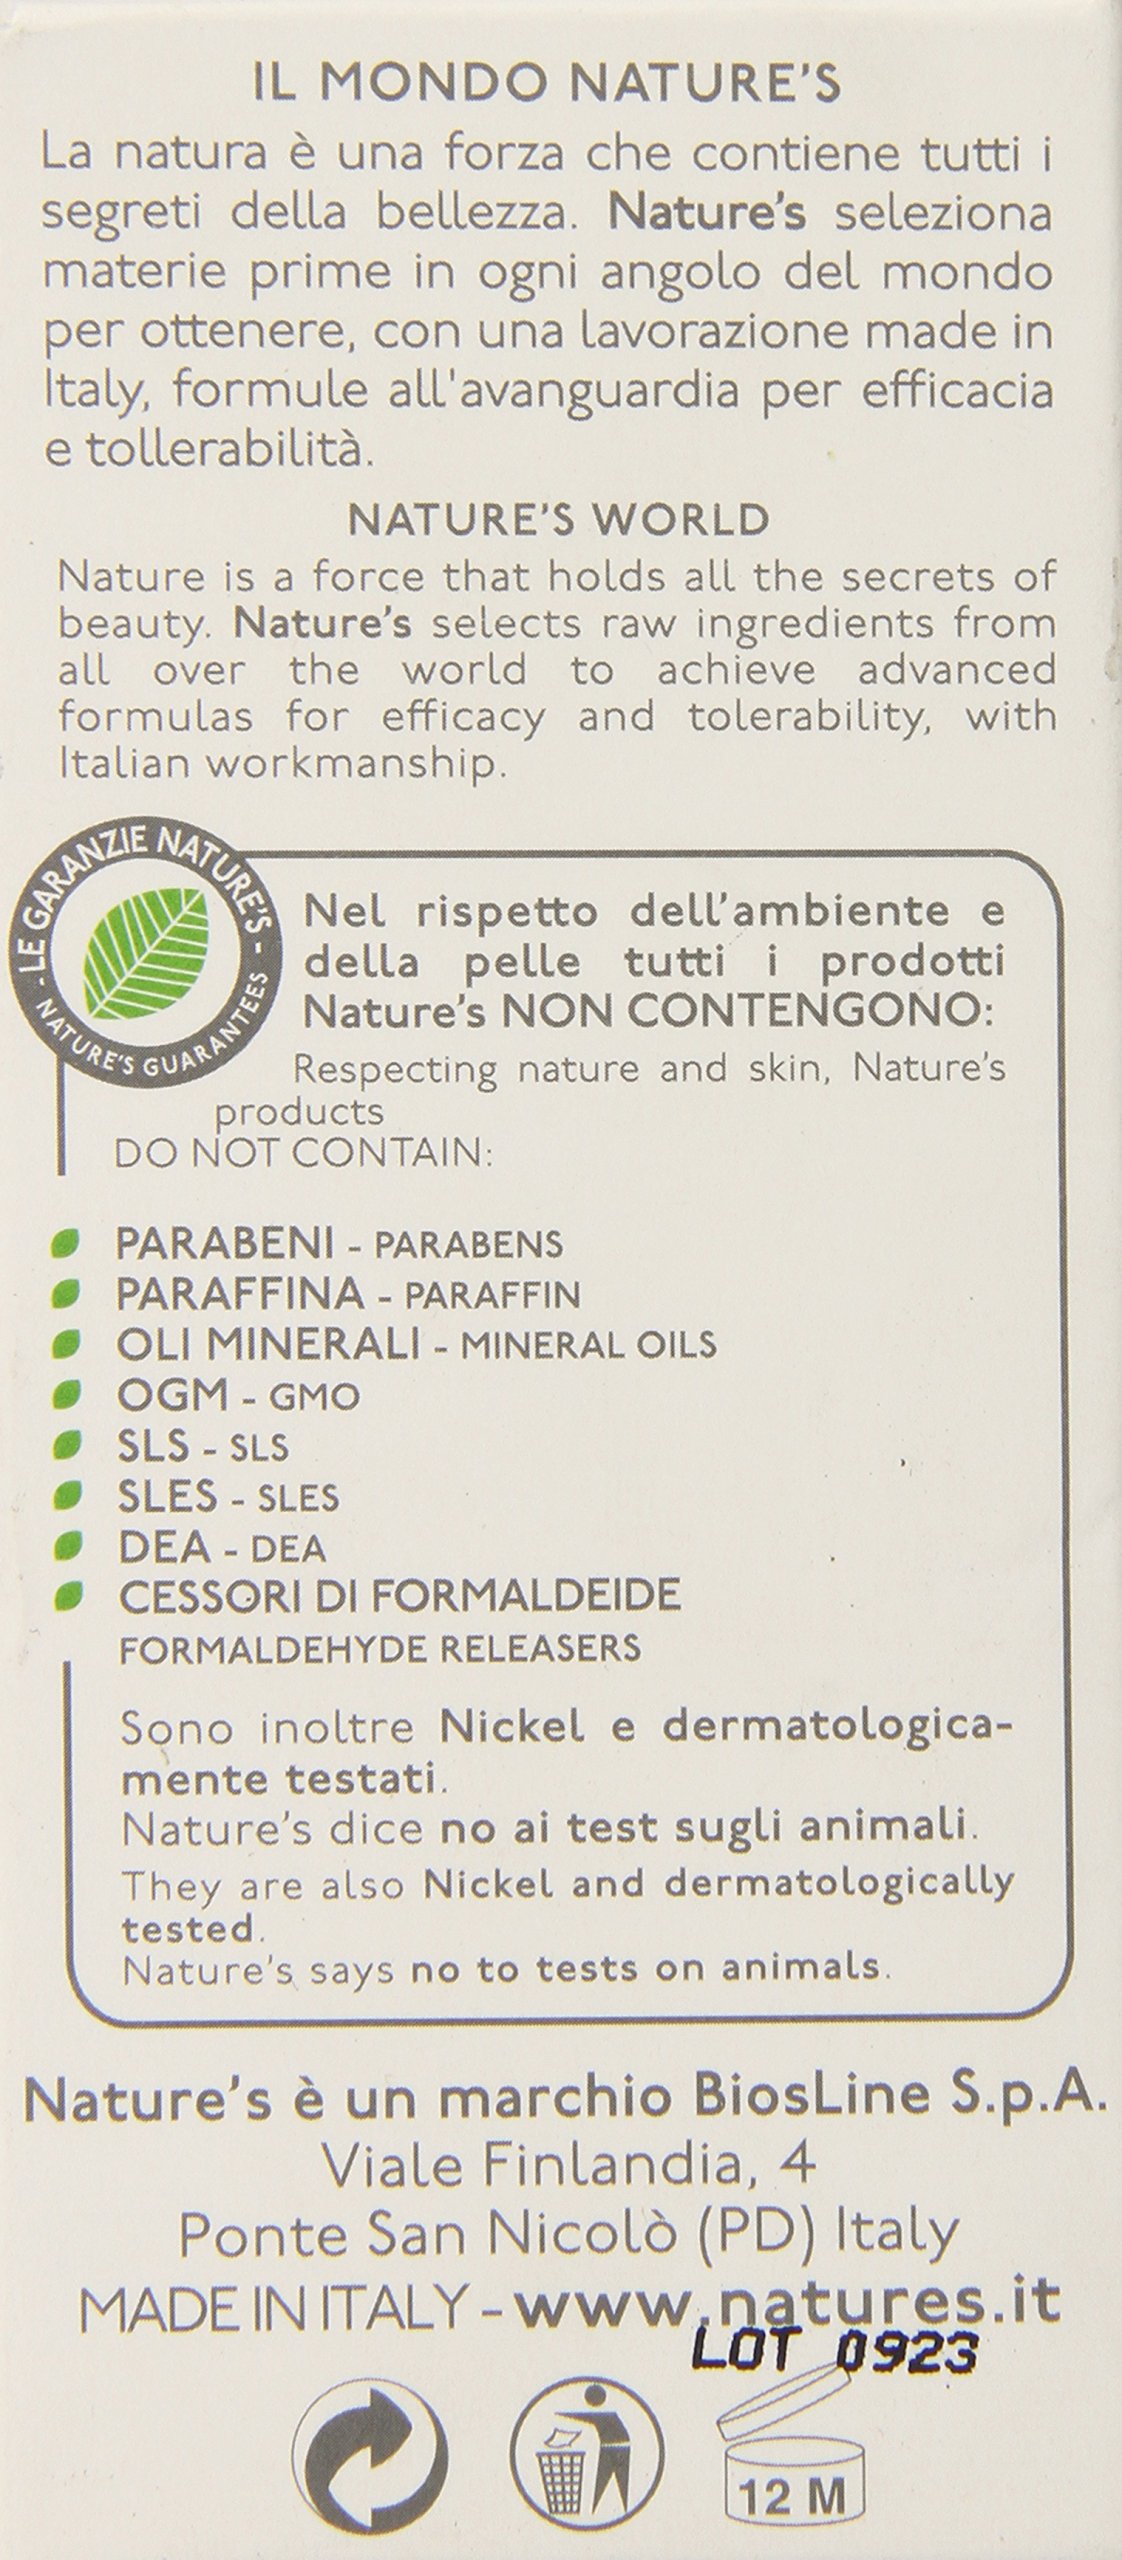 IL MONDO NATURE'S
La natura è una forza che contiene tutti i
segreti della bellezza. Nature's seleziona
materie prime in ogni angolo del mondo
per ottenere, con una lavorazione made in
Italy, formule all'avanguardia per efficacia
e tollerabilità.
NATURE'S WORLD
Nature is a force that holds all the secrets of
beauty. Nature's selects raw ingredients from
all over the world to achieve advanced
formulas for efficacy and tolerability, with
Italian workmanship.
- LE GARANZIE NATURE'S -
NATURE'S GUARANTEES
Nel rispetto dell'ambiente e
della pelle tutti i prodotti
Nature's NON CONTENGONO:
Respecting nature and skin, Nature's
products
DO NOT CONTAIN:
PARABENI - PARABENS
PARAFFINA - PARAFFIN
OLI MINERALI - MINERAL OILS
OGM - GMO
SLS - SLS
SLES - SLES
DEA - DEA
CESSORI DI FORMALDEIDE
FORMALDEHYDE RELEASERS
Sono inoltre Nickel e dermatologica-
mente testati.
Nature's dice no ai test sugli animali.
They are also Nickel and dermatologically
tested.
Nature's says no to tests on animals.
Nature's è un marchio BiosLine S.p.A.
Viale Finlandia, 4
Ponte San Nicolò (PD) Italy
MADE IN ITALY - www.natures.it
LOT 0923
12 M